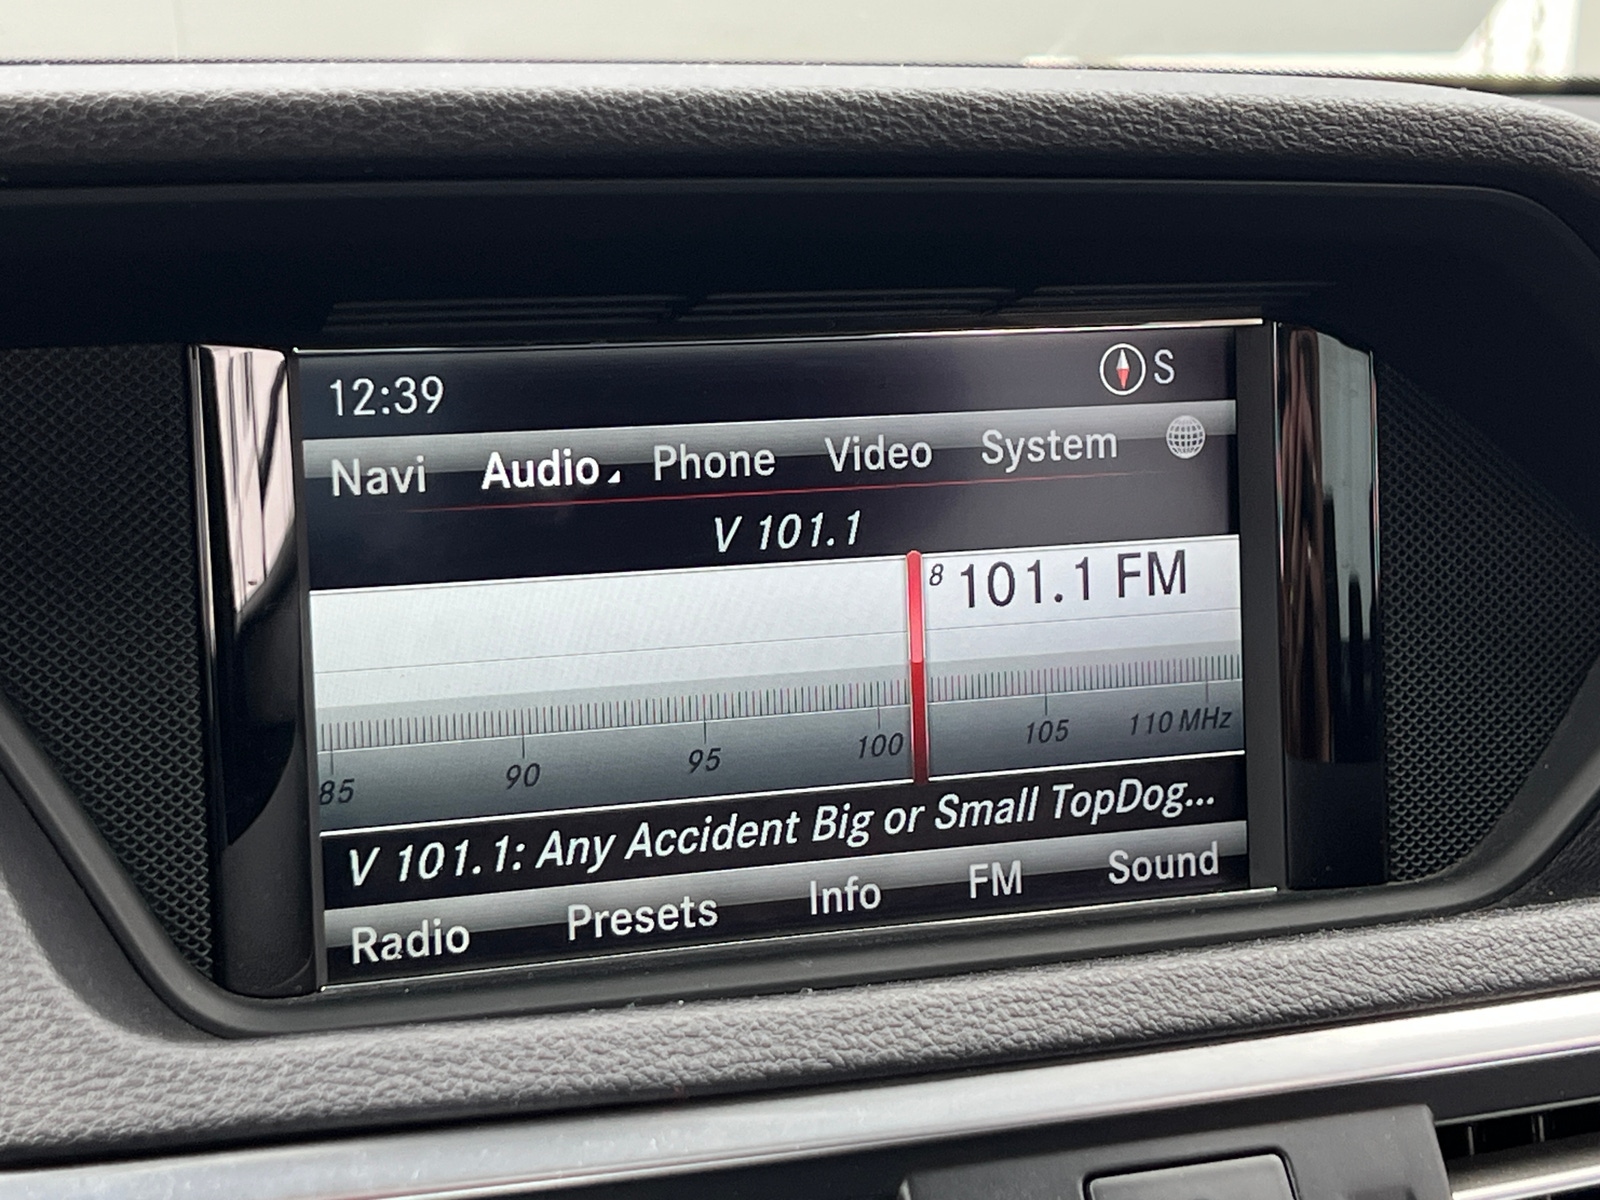 12:39 S
Navi Audio Phone Video System
V 101.1
8 101.1 FM
85 90 95 100 105 110 MHz
V 101.1: Any Accident Big or Small TopDog...
Radio Presets Info FM Sound